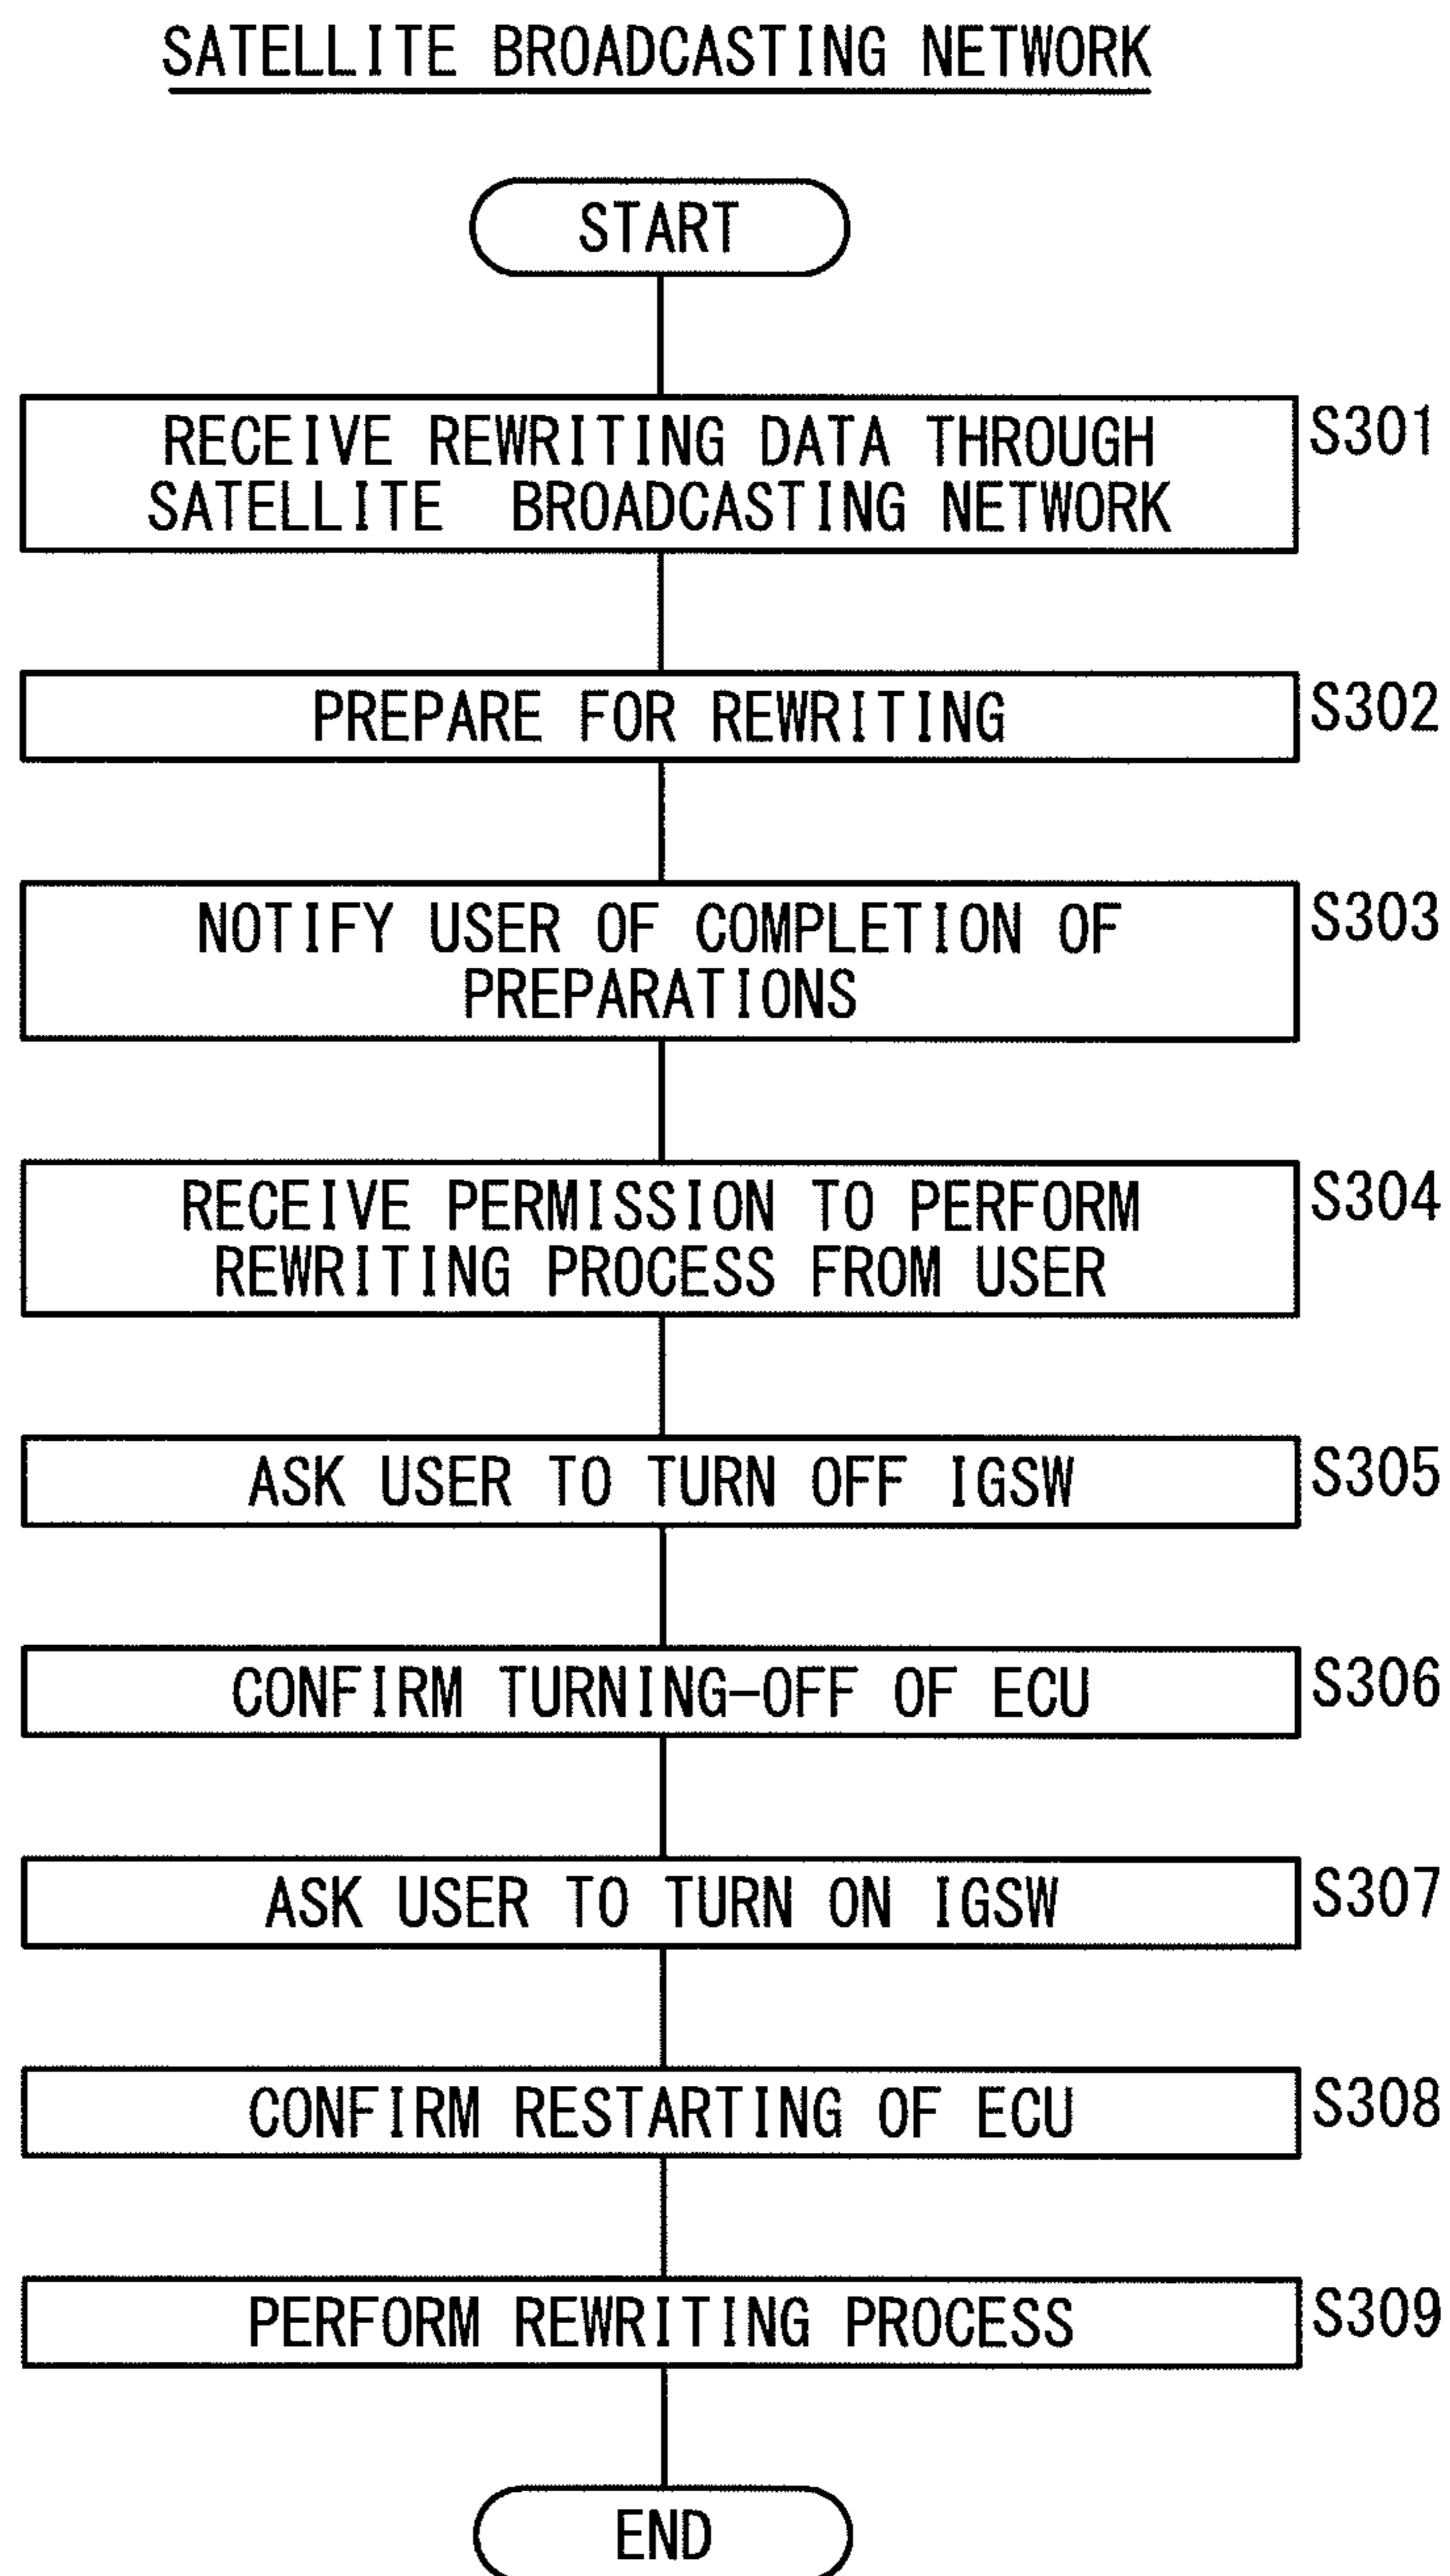 SATELLITE BROADCASTING NETWORK
START
RECEIVE REWRITING DATA THROUGH
SATELLITE BROADCASTING NETWORK
S301
PREPARE FOR REWRITING
S302
NOTIFY USER OF COMPLETION OF
PREPARATIONS
S303
RECEIVE PERMISSION TO PERFORM
REWRITING PROCESS FROM USER
S304
ASK USER TO TURN OFF IGSW
S305
CONFIRM TURNING-OFF OF ECU
S306
ASK USER TO TURN ON IGSW
S307
CONFIRM RESTARTING OF ECU
S308
PERFORM REWRITING PROCESS
S309
END